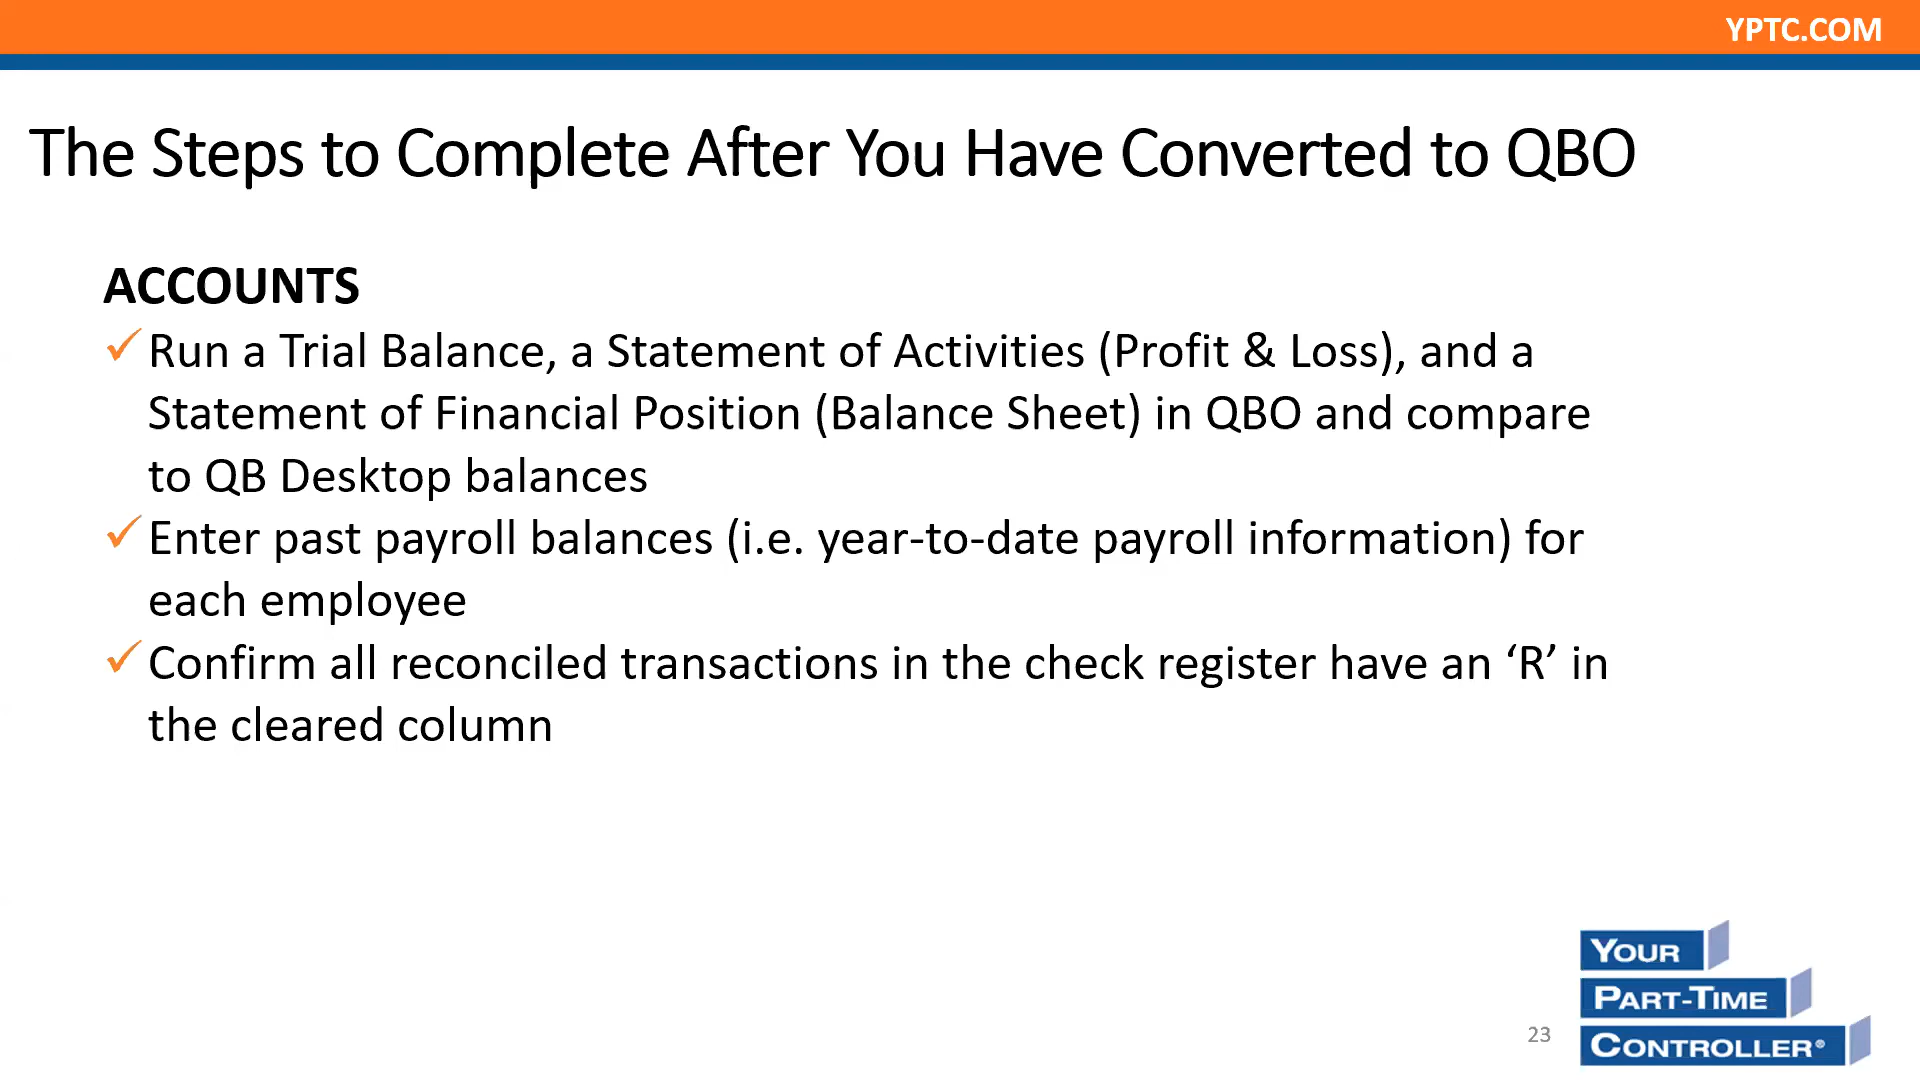 YPTC.COM
The Steps to Complete After You Have Converted to QBO
ACCOUNTS
Run a Trial Balance, a Statement of Activities (Profit & Loss), and a
Statement of Financial Position (Balance Sheet) in QBO and compare
to QB Desktop balances
Enter past payroll balances (i.e. year-to-date payroll information) for
each employee
Confirm all reconciled transactions in the check register have an ‘R’ in
the cleared column
YOUR
PART-TIME
CONTROLLER®
23